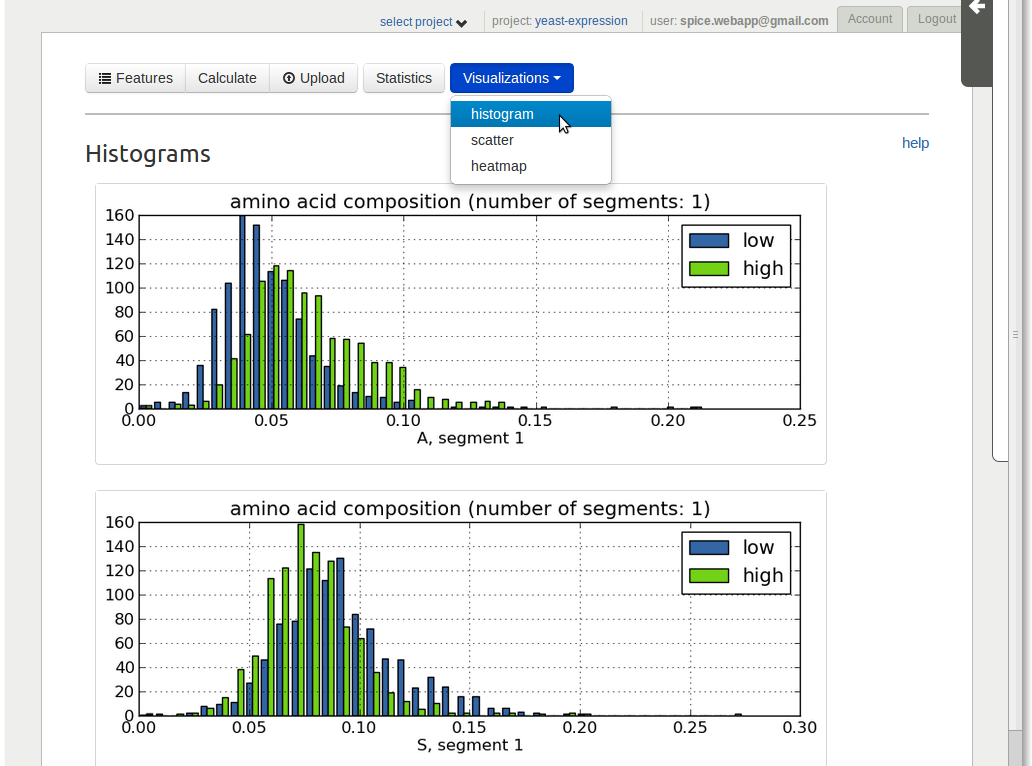 select project project: yeast-expression user: spice.webapp@gmail.com Account Logout
Features Calculate Upload Statistics Visualizations
histogram
scatter
heatmap
help
Histograms
amino acid composition (number of segments: 1)
160
140
120
100
80
60
40
20
0
low
high
0.00 0.05 0.10 0.15 0.20 0.25
A, segment 1
amino acid composition (number of segments: 1)
160
140
120
100
80
60
40
20
0
low
high
0.00 0.05 0.10 0.15 0.20 0.25 0.30
S, segment 1